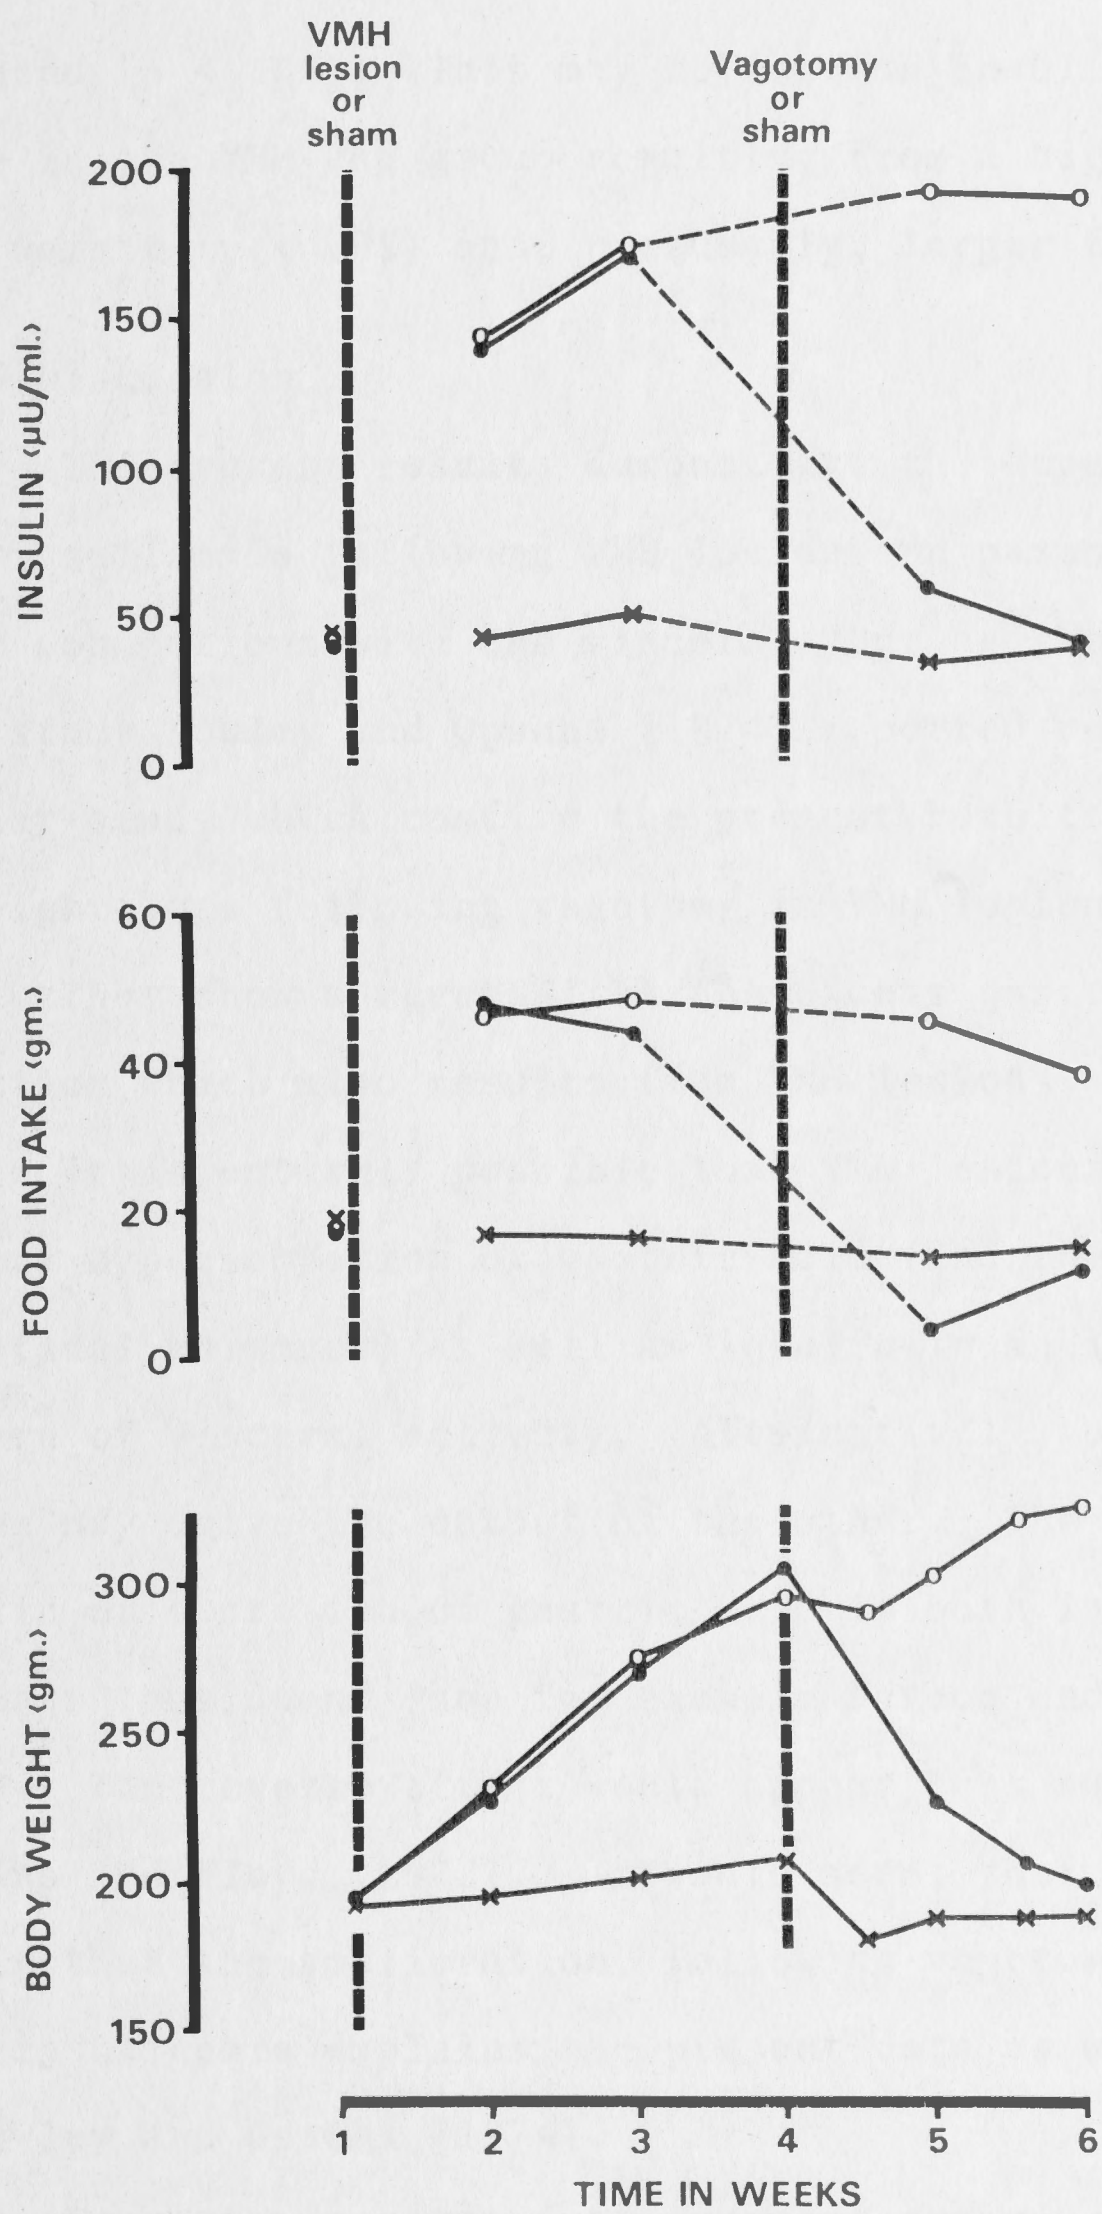 VMH
lesion
or
sham
Vagotomy
or
sham
INSULIN ‹µU/ml.›
200
150
100
50
0
FOOD INTAKE ‹gm.›
60
40
20
0
BODY WEIGHT ‹gm.›
300
250
200
150
1 2 3 4 5 6
TIME IN WEEKS